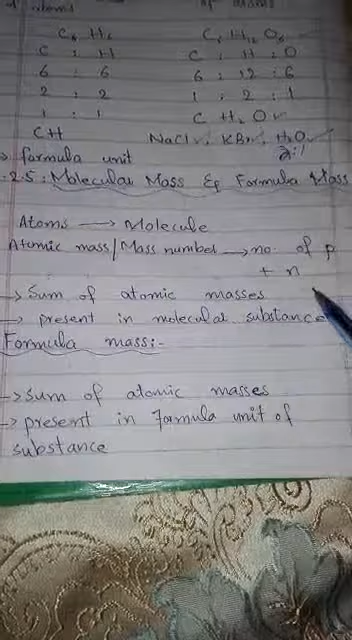 atoms of atoms
C₆ H₆ C₆ H₁₂ O₆
C : H C : H : O
6 : 6 6 : 12 : 6
2 : 2 1 : 2 : 1
1 : 1 C H₂ O
CH NaCl, KBr, H₂O
2:1
→ formula unit
2.5: Molecular Mass & Formula Mass
Atoms → Molecule
Atomic mass/Mass number → no. of p
+ n
→ Sum of atomic masses
→ present in molecular substance
Formula mass:-
→ sum of atomic masses
→ present in Formula unit of
substance